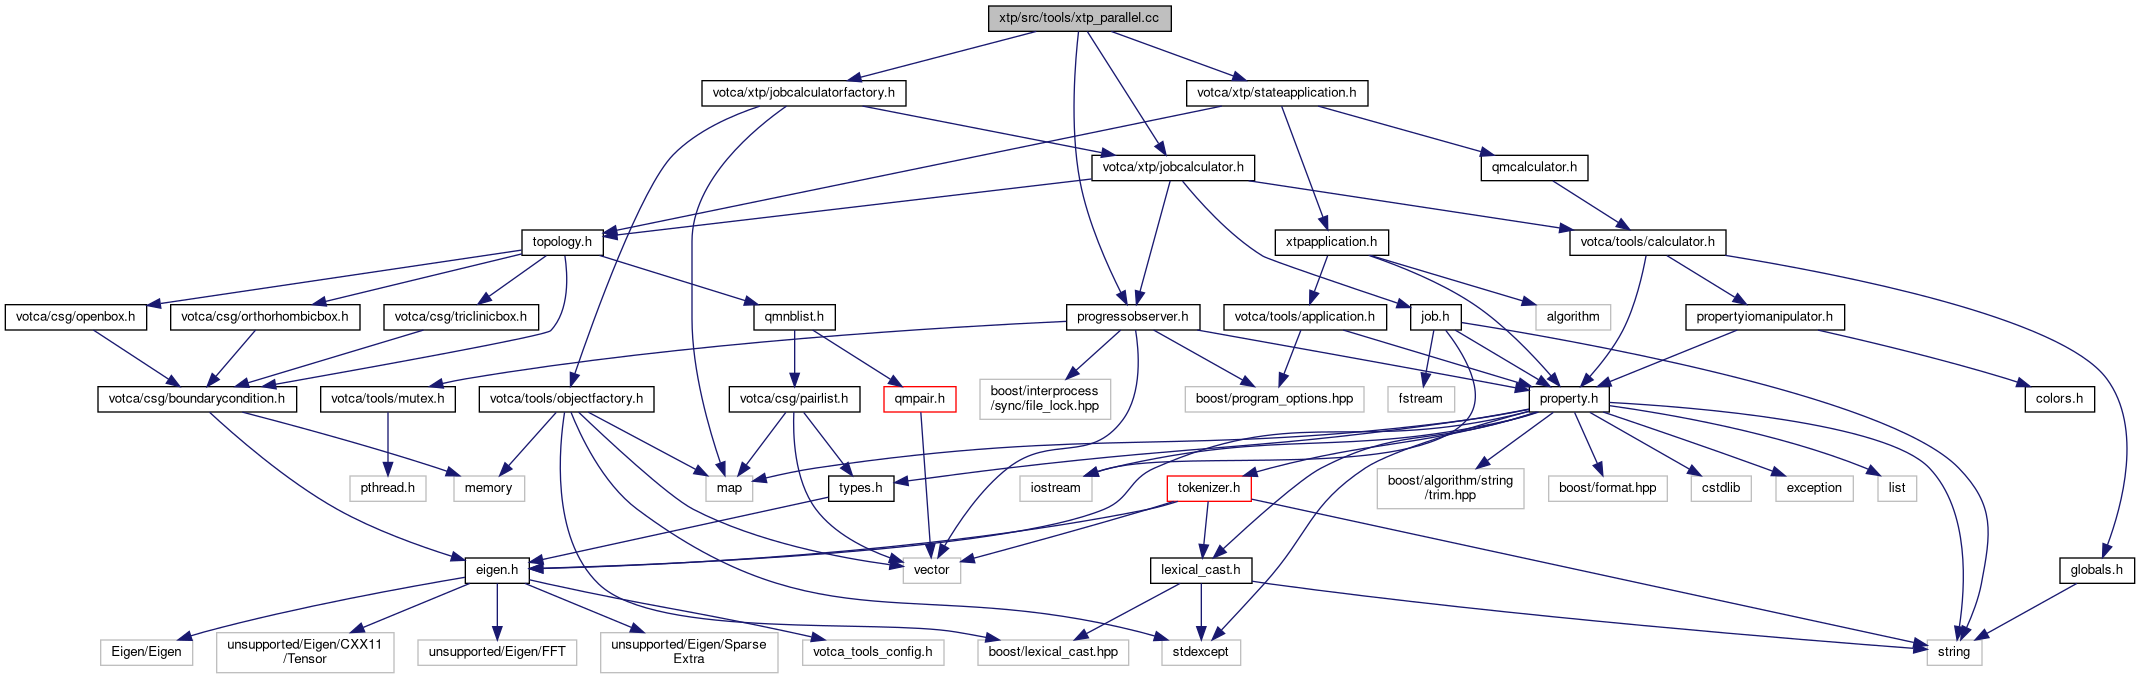 xtp/src/tools/xtp_parallel.cc
votca/xtp/jobcalculatorfactory.h
votca/xtp/stateapplication.h
votca/xtp/jobcalculator.h
qmcalculator.h
topology.h
xtpapplication.h
votca/tools/calculator.h
votca/csg/openbox.h
votca/csg/orthorhombicbox.h
votca/csg/triclinicbox.h
qmnblist.h
progressobserver.h
votca/tools/application.h
job.h
algorithm
propertyiomanipulator.h
votca/csg/boundarycondition.h
votca/tools/mutex.h
votca/tools/objectfactory.h
votca/csg/pairlist.h
qmpair.h
boost/interprocess
/sync/file_lock.hpp
boost/program_options.hpp
fstream
property.h
colors.h
pthread.h
memory
map
types.h
iostream
tokenizer.h
boost/algorithm/string
/trim.hpp
boost/format.hpp
cstdlib
exception
list
eigen.h
vector
lexical_cast.h
globals.h
Eigen/Eigen
unsupported/Eigen/CXX11
/Tensor
unsupported/Eigen/FFT
unsupported/Eigen/Sparse
Extra
votca_tools_config.h
boost/lexical_cast.hpp
stdexcept
string